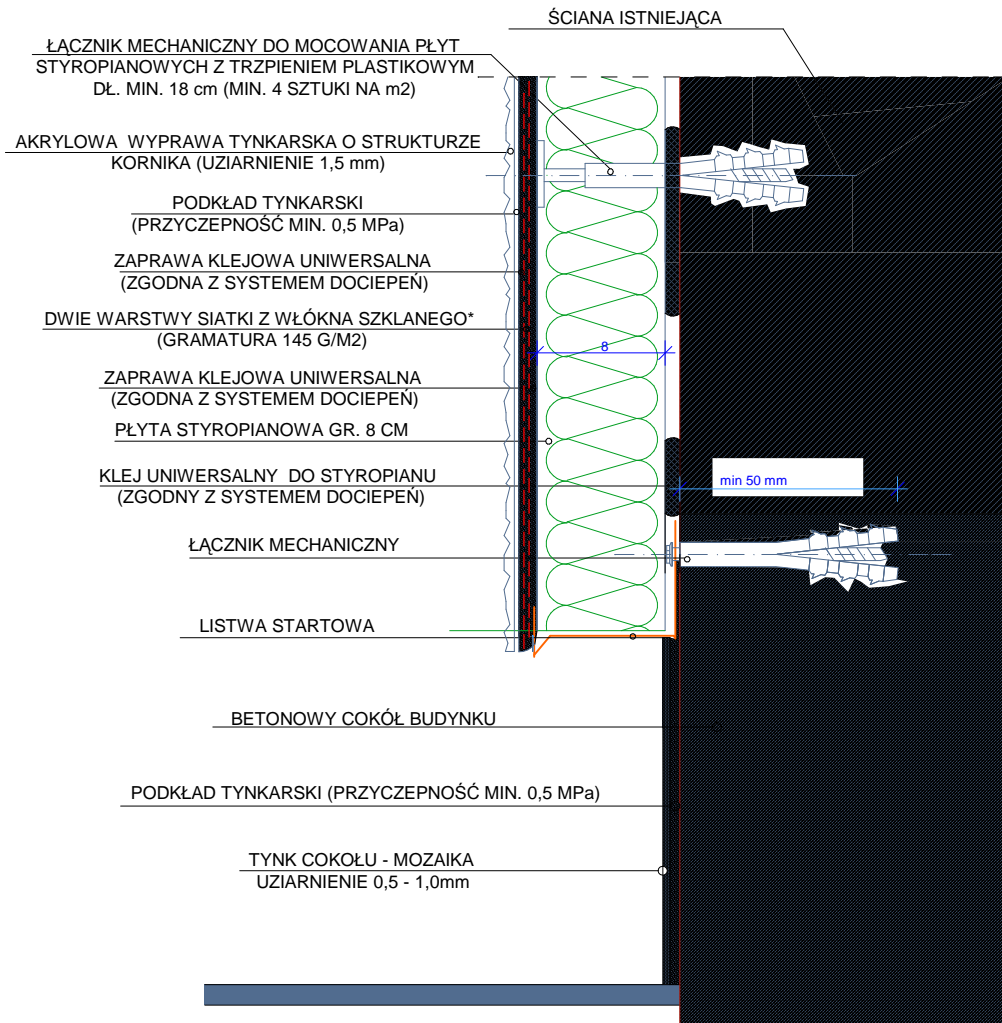 ŚCIANA ISTNIEJĄCA
ŁĄCZNIK MECHANICZNY DO MOCOWANIA PŁYT
STYROPIANOWYCH Z TRZPIENIEM PLASTIKOWYM
DŁ. MIN. 18 cm (MIN. 4 SZTUKI NA m2)
AKRYLOWA WYPRAWA TYNKARSKA O STRUKTURZE
KORNIKA (UZIARNIENIE 1,5 mm)
PODKŁAD TYNKARSKI
(PRZYCZEPNOŚĆ MIN. 0,5 MPa)
ZAPRAWA KLEJOWA UNIWERSALNA
(ZGODNA Z SYSTEMEM DOCIEPEŃ)
DWIE WARSTWY SIATKI Z WŁÓKNA SZKLANEGO*
(GRAMATURA 145 G/M2)
8
ZAPRAWA KLEJOWA UNIWERSALNA
(ZGODNA Z SYSTEMEM DOCIEPEŃ)
PŁYTA STYROPIANOWA GR. 8 CM
KLEJ UNIWERSALNY DO STYROPIANU
(ZGODNY Z SYSTEMEM DOCIEPEŃ)
min 50 mm
ŁĄCZNIK MECHANICZNY
LISTWA STARTOWA
BETONOWY COKÓŁ BUDYNKU
PODKŁAD TYNKARSKI (PRZYCZEPNOŚĆ MIN. 0,5 MPa)
TYNK COKOŁU - MOZAIKA
UZIARNIENIE 0,5 - 1,0mm